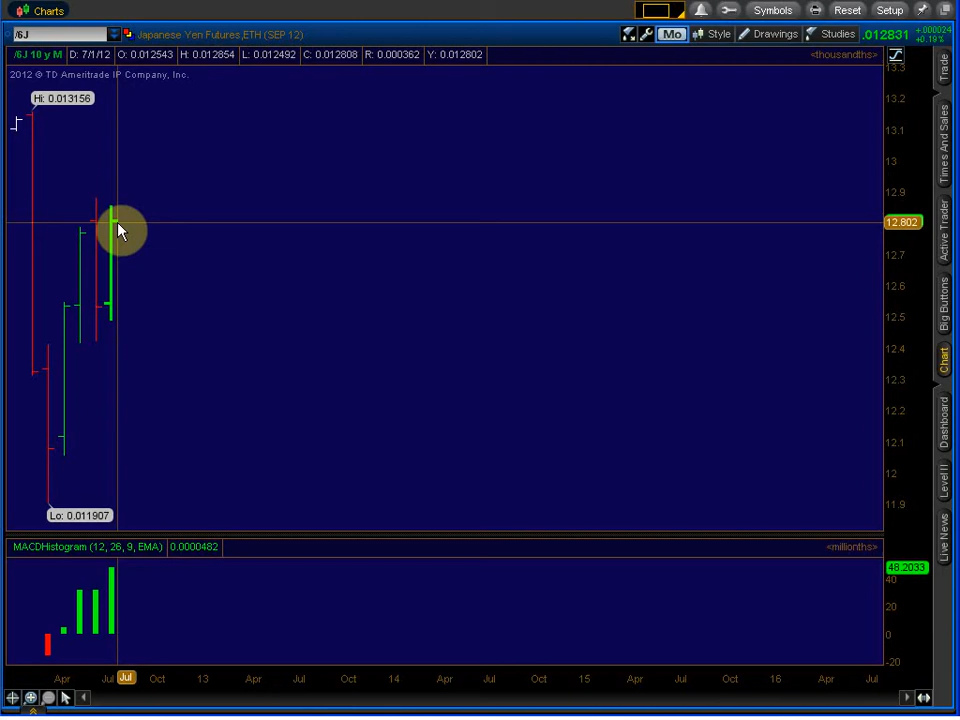 Charts
Symbols
Reset
Setup
/6J
Japanese Yen Futures,ETH (SEP 12)
Mo
Style
Drawings
Studies
.012831
+.000024
+0.19%
/6J 10 y M
D: 7/1/12
O: 0.012543
H: 0.012854
L: 0.012492
C: 0.012808
R: 0.000362
Y: 0.012802
<thousandths>
2012 © TD Ameritrade IP Company, Inc.
Hi: 0.013156
Lo: 0.011907
13.3
13.2
13.1
13
12.9
12.802
12.7
12.6
12.5
12.4
12.3
12.2
12.1
12
11.9
MACDHistogram (12, 26, 9, EMA)
0.0000482
<millionths>
48.2033
40
20
0
-20
Apr
Jul
Jul
Oct
13
Apr
Jul
Oct
14
Apr
Jul
Oct
15
Apr
Jul
Oct
16
Apr
Jul
Trade
Times And Sales
Active Trader
Big Buttons
Chart
Dashboard
Level II
Live News